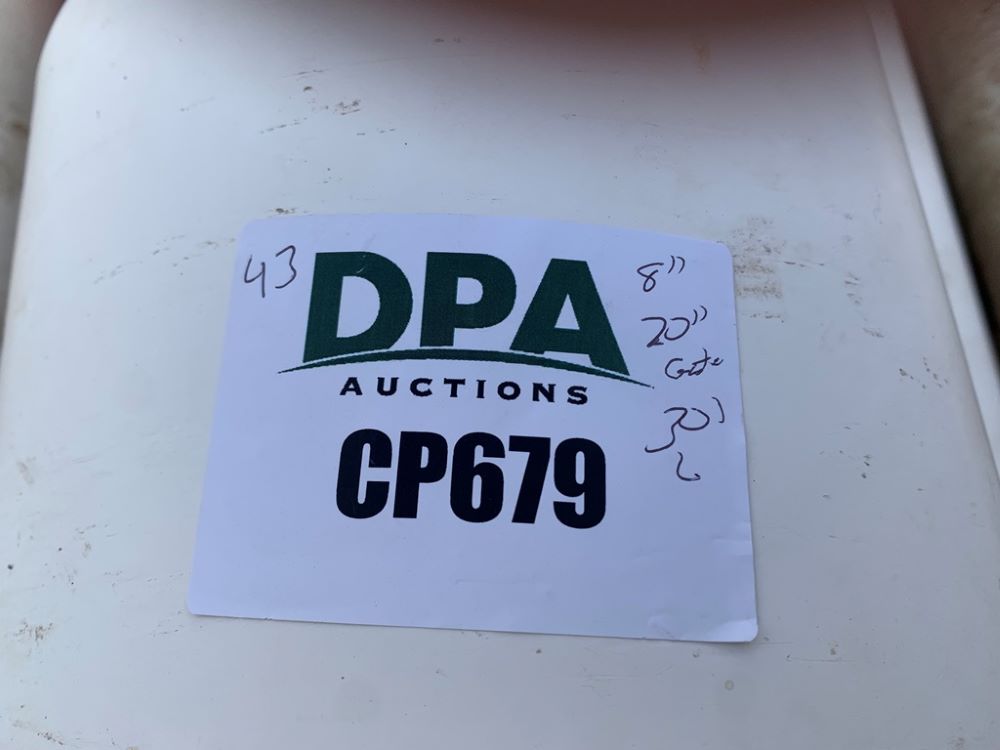 43
DPA
AUCTIONS
CP679
8"
20"
Gate
30'
L